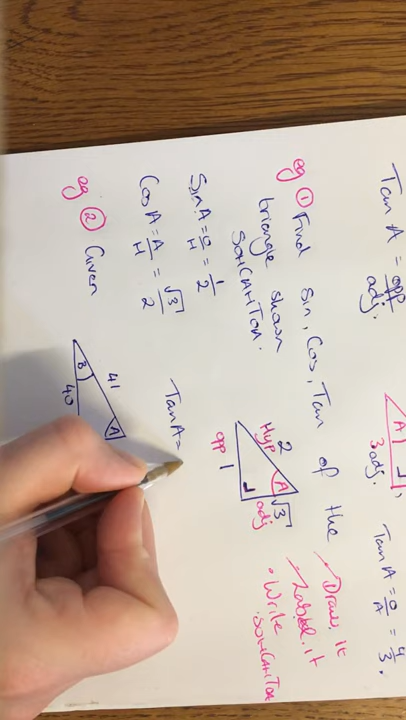 Tan A = opp
adj.
A
3 adj.
Tan A = O = 4
A 3.
eg ① Find Sin, Cos, Tan of the
triangle shown
SOHCAHTOA.
Draw it
Label it
• Write
SOHCAHTOA
Hyp 2
A
√3
adj
opp 1
Sin A = O = 1
H 2
Cos A = A = √3
H 2
Tan A =
eg ② Given
B
41
A
40